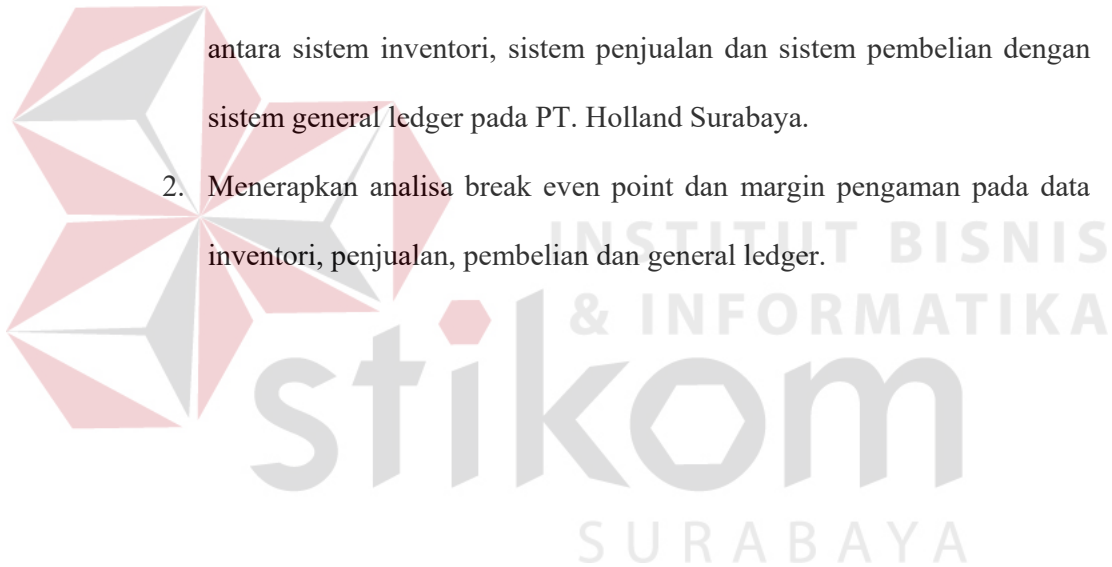 antara sistem inventori, sistem penjualan dan sistem pembelian dengan
sistem general ledger pada PT. Holland Surabaya.
2. Menerapkan analisa break even point dan margin pengaman pada data
inventori, penjualan, pembelian dan general ledger.
INSTITUT BISNIS
& INFORMATIKA
stikom
SURABAYA